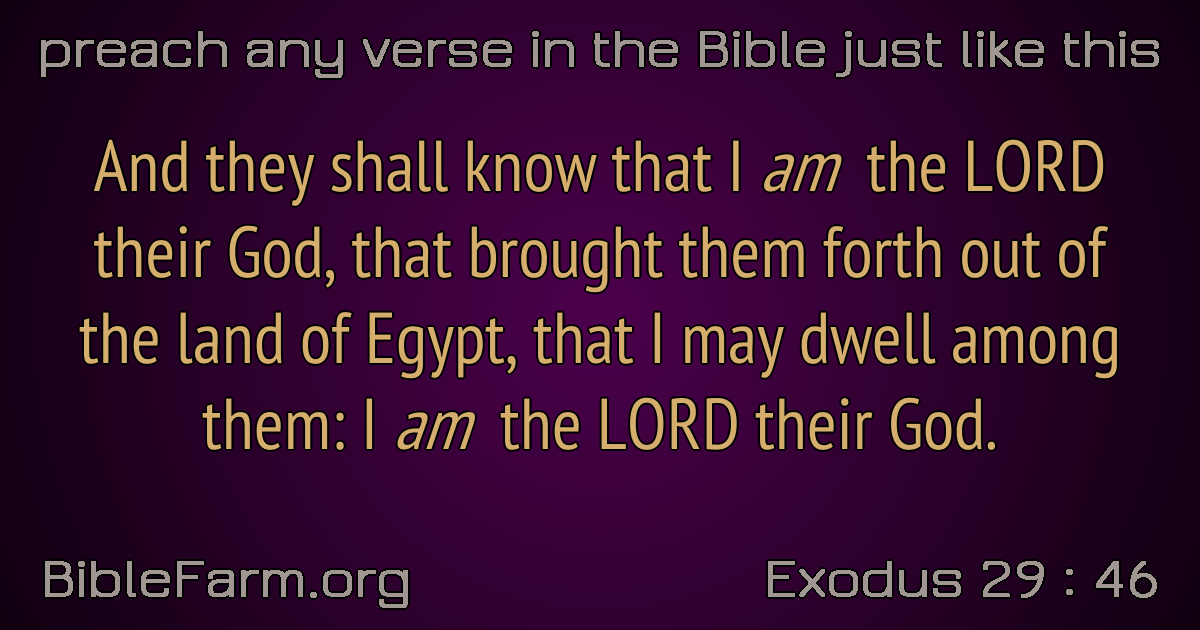 preach any verse in the Bible just like this
And they shall know that I am the LORD
their God, that brought them forth out of
the land of Egypt, that I may dwell among
them: I am the LORD their God.
BibleFarm.org
Exodus 29 : 46